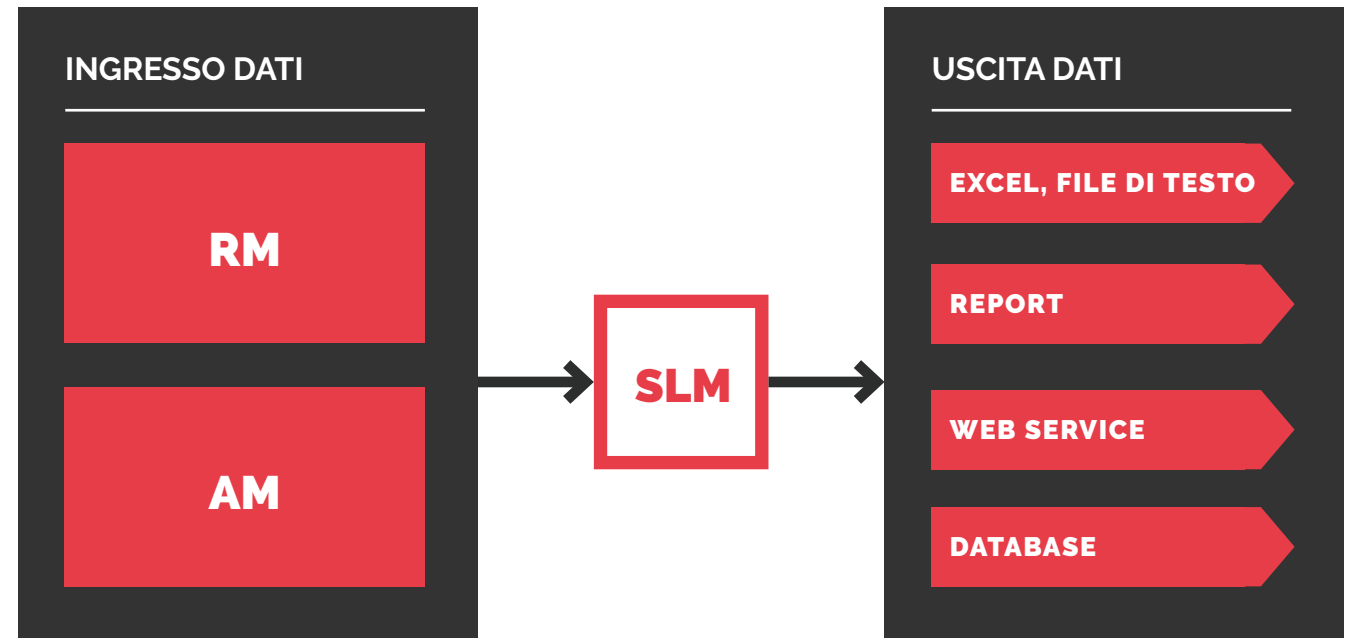 INGRESSO DATI
RM
AM
SLM
USCITA DATI
EXCEL, FILE DI TESTO
REPORT
WEB SERVICE
DATABASE